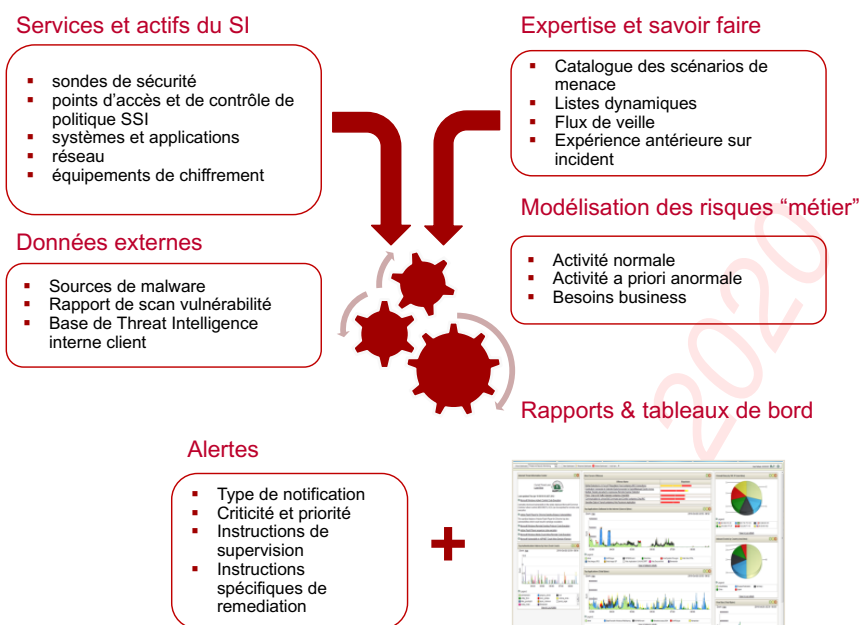 Services et actifs du SI
▪ sondes de sécurité
▪ points d'accès et de contrôle de
politique SSI
▪ systèmes et applications
▪ réseau
▪ équipements de chiffrement
Données externes
▪ Sources de malware
▪ Rapport de scan vulnérabilité
▪ Base de Threat Intelligence
interne client
Expertise et savoir faire
▪ Catalogue des scénarios de
menace
▪ Listes dynamiques
▪ Flux de veille
▪ Expérience antérieure sur
incident
Modélisation des risques “métier”
▪ Activité normale
▪ Activité a priori anormale
▪ Besoins business
2020
Alertes
▪ Type de notification
▪ Criticité et priorité
▪ Instructions de
supervision
▪ Instructions
spécifiques de
remediation
+
Rapports & tableaux de bord